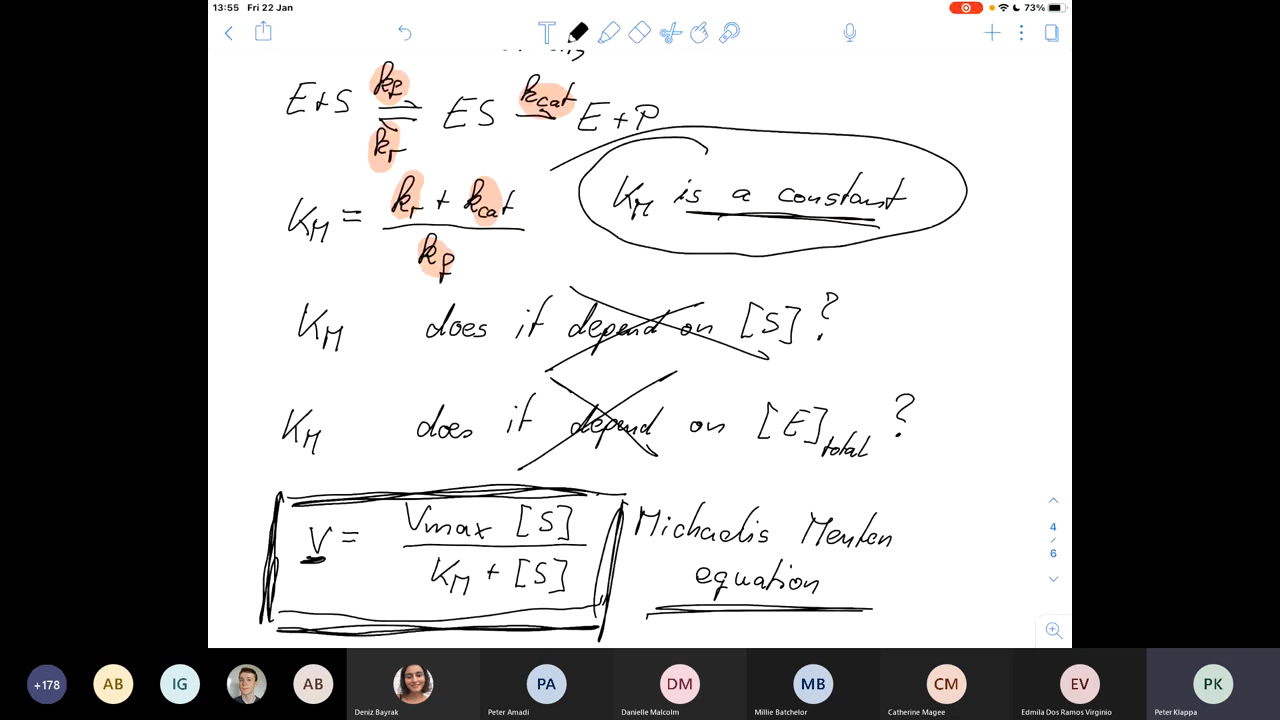 13:55 Fri 22 Jan 73%
kf kcat
E+S ⇌ ES → E+P
kr
KM = kr + kcat / kf
KM is a constant
KM does it depend on [S]?
KM does it depend on [E]total ?
V = Vmax [S] / KM + [S]
Michaelis Menten
equation
4
/
6
+178 AB IG AB PA DM MB CM EV PK
Deniz Bayrak Peter Amadi Danielle Malcolm Millie Batchelor Catherine Magee Edmila Dos Ramos Virginio Peter Klappa